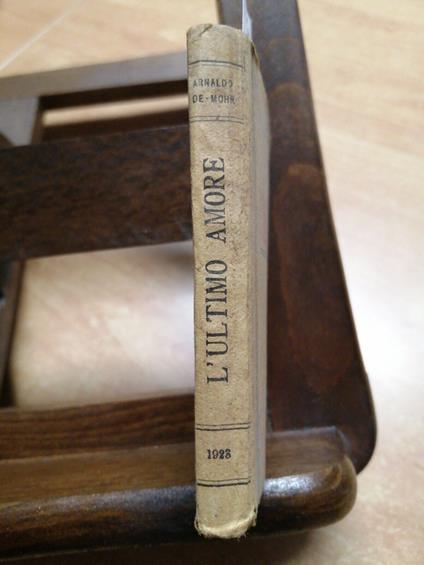 ARNALDO
DE-MOHR
L'ULTIMO AMORE
1923